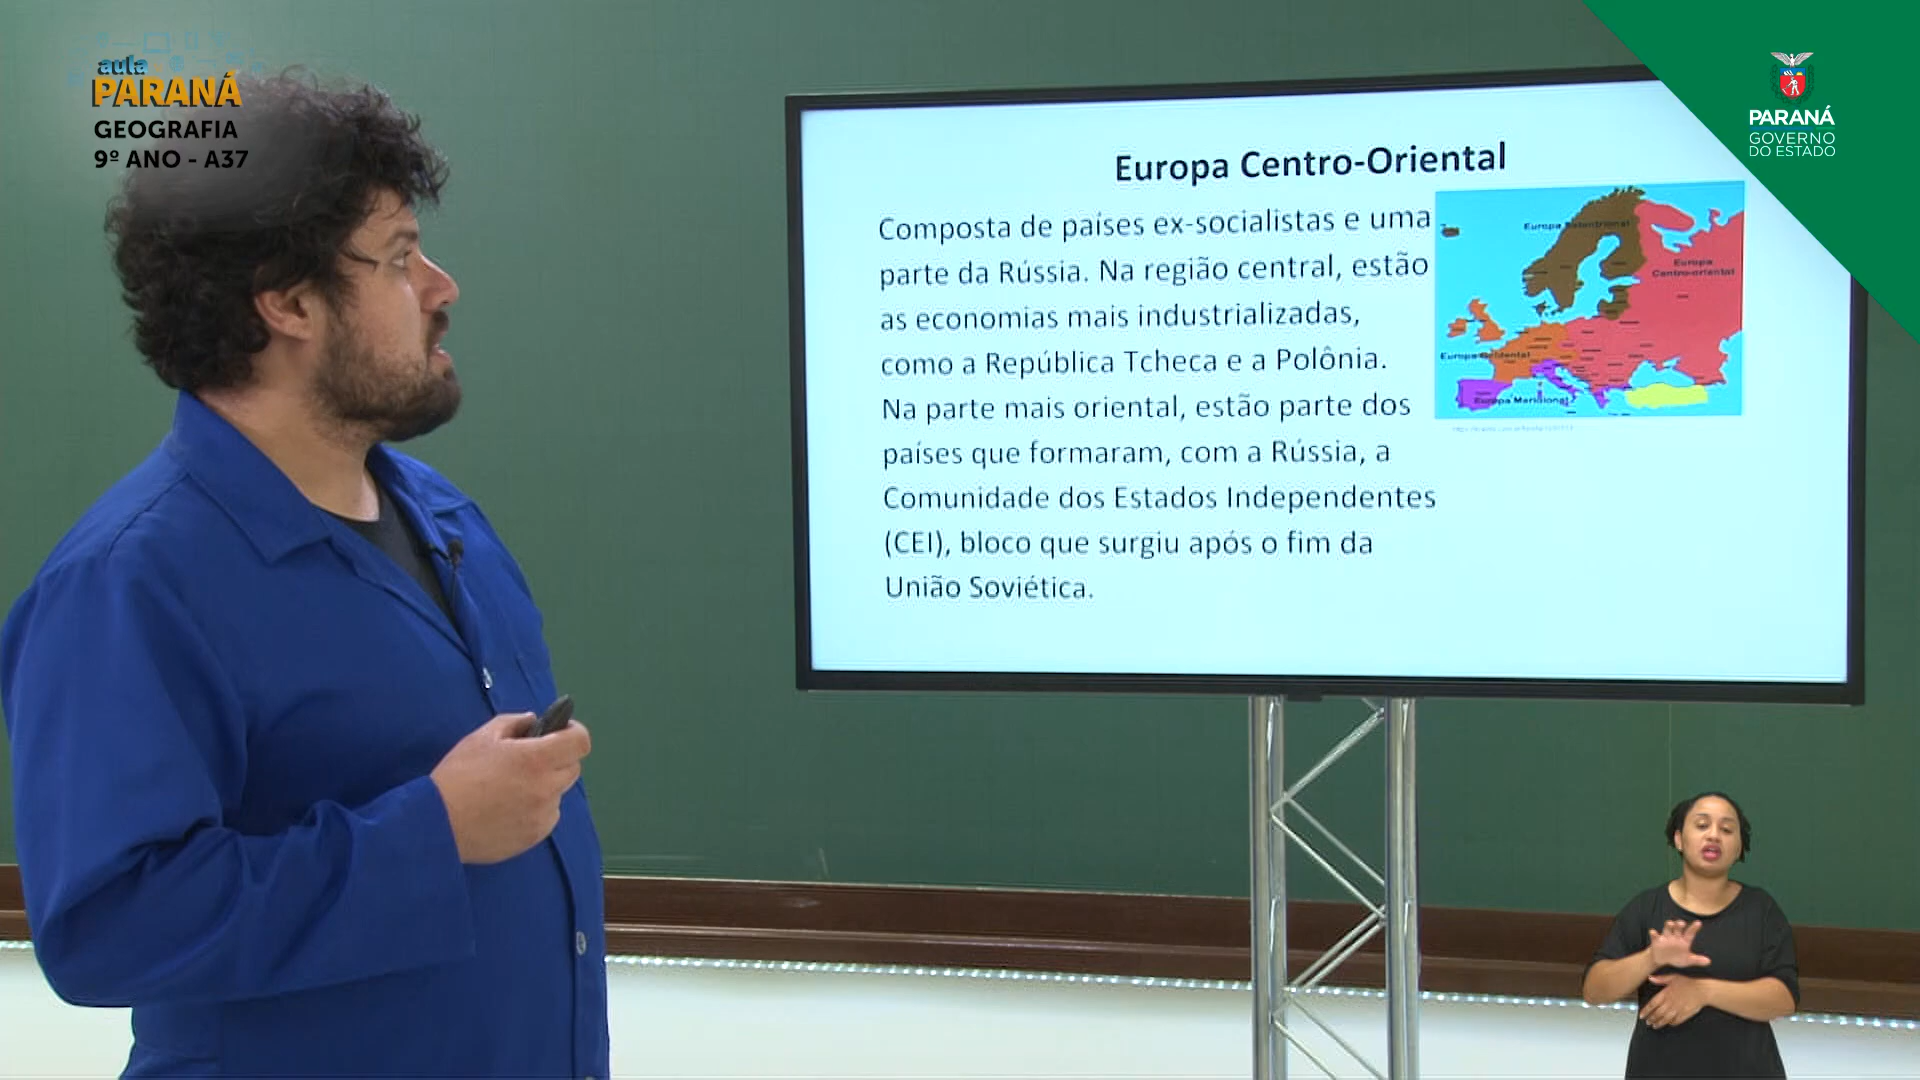 aula
PARANÁ
GEOGRAFIA
9º ANO - A37
PARANÁ
GOVERNO
DO ESTADO
Europa Centro-Oriental
Composta de países ex-socialistas e uma
parte da Rússia. Na região central, estão
as economias mais industrializadas,
como a República Tcheca e a Polônia.
Na parte mais oriental, estão parte dos
países que formaram, com a Rússia, a
Comunidade dos Estados Independentes
(CEI), bloco que surgiu após o fim da
União Soviética.
Europa Setentrional
Europa
Centro-oriental
Europa Ocidental
Europa Meridional